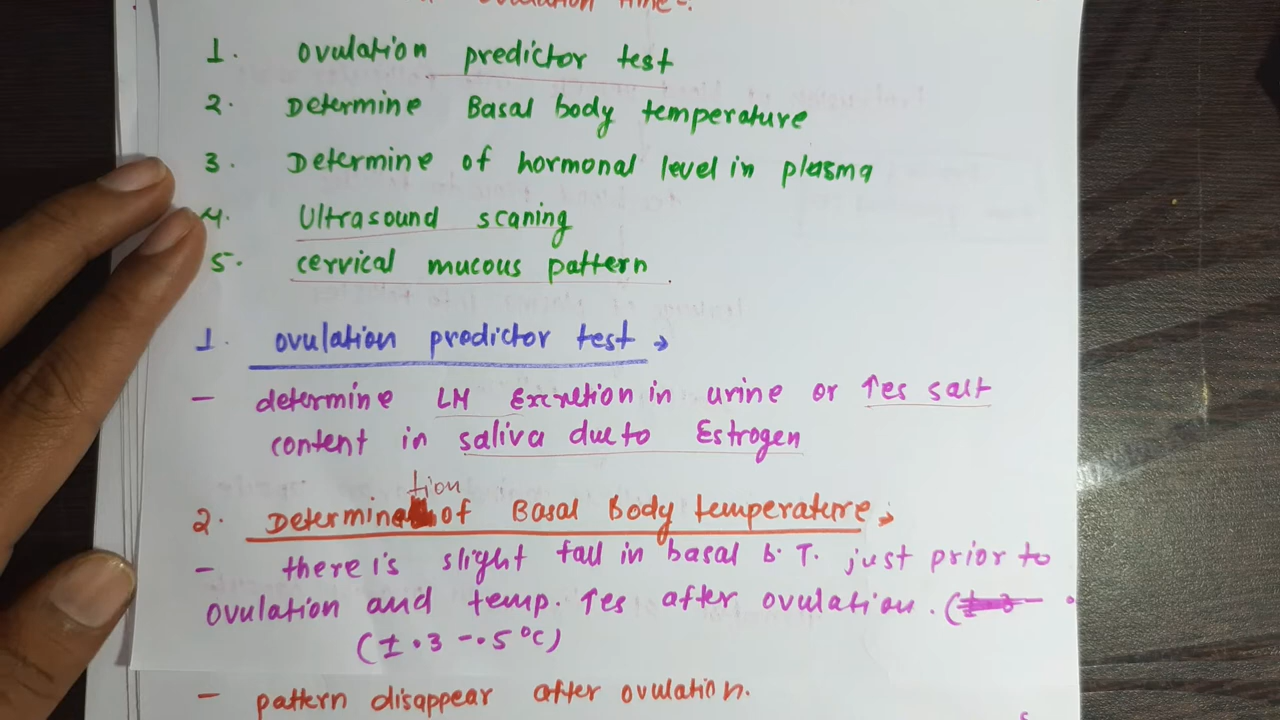 ovulation time:
1. ovulation predictor test
2. Determine Basal body temperature
3. Determine of hormonal level in plasma
4. Ultrasound scaning
5. cervical mucous pattern
1. ovulation predictor test →
— determine LH Excretion in urine or ↑es salt
content in saliva due to Estrogen
tion
2. Determina of Basal Body temperature;
— there is slight fall in basal b. T. just prior to
ovulation and temp. ↑es after ovulation. (
(± .3 - .5°C)
— pattern disappear after ovulation.